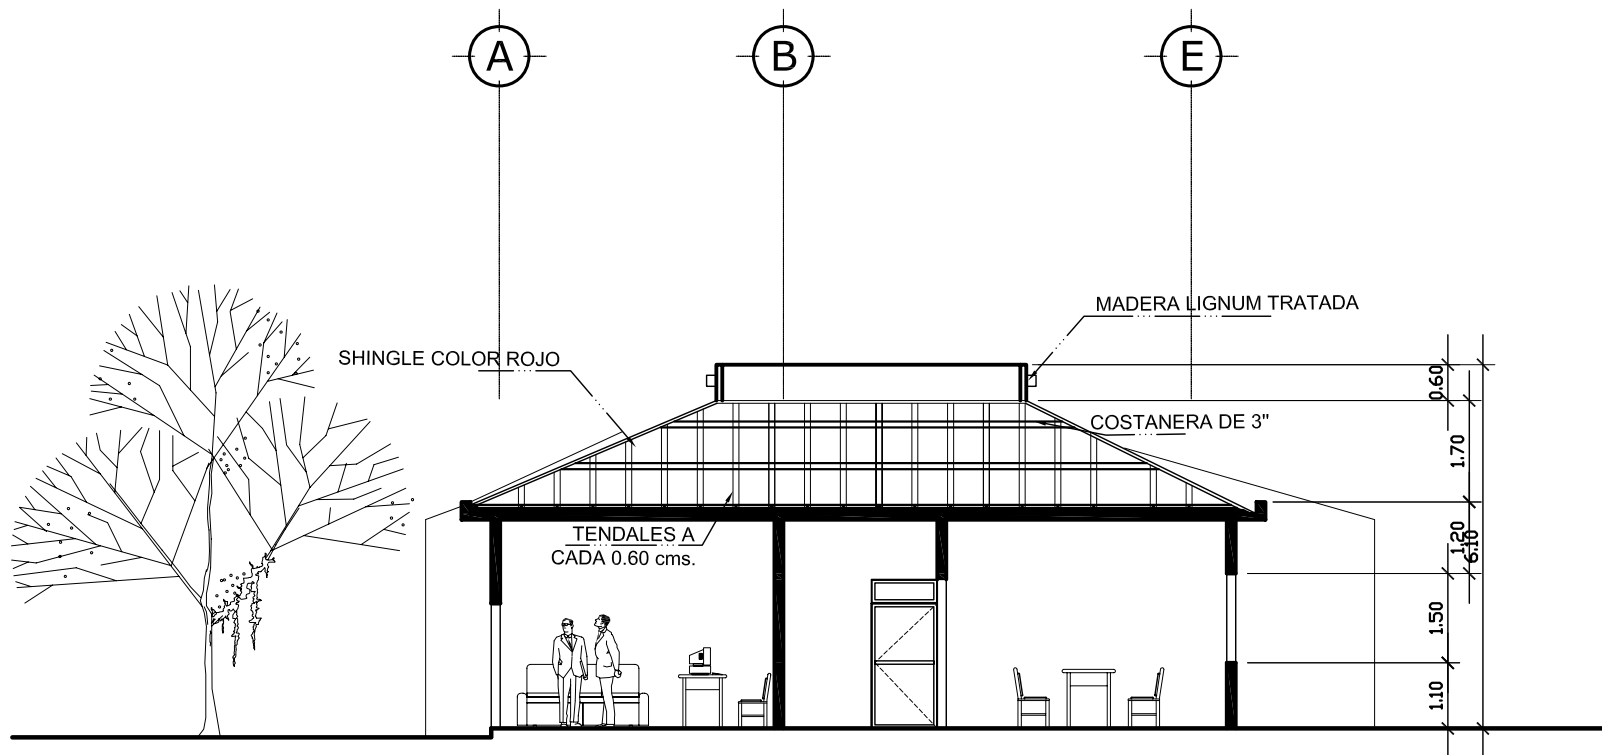 A
B
E
MADERA LIGNUM TRATADA
SHINGLE COLOR ROJO
COSTANERA DE 3"
TENDALES A
CADA 0.60 cms.
0.60
1.70
1.20
6.10
1.50
1.10